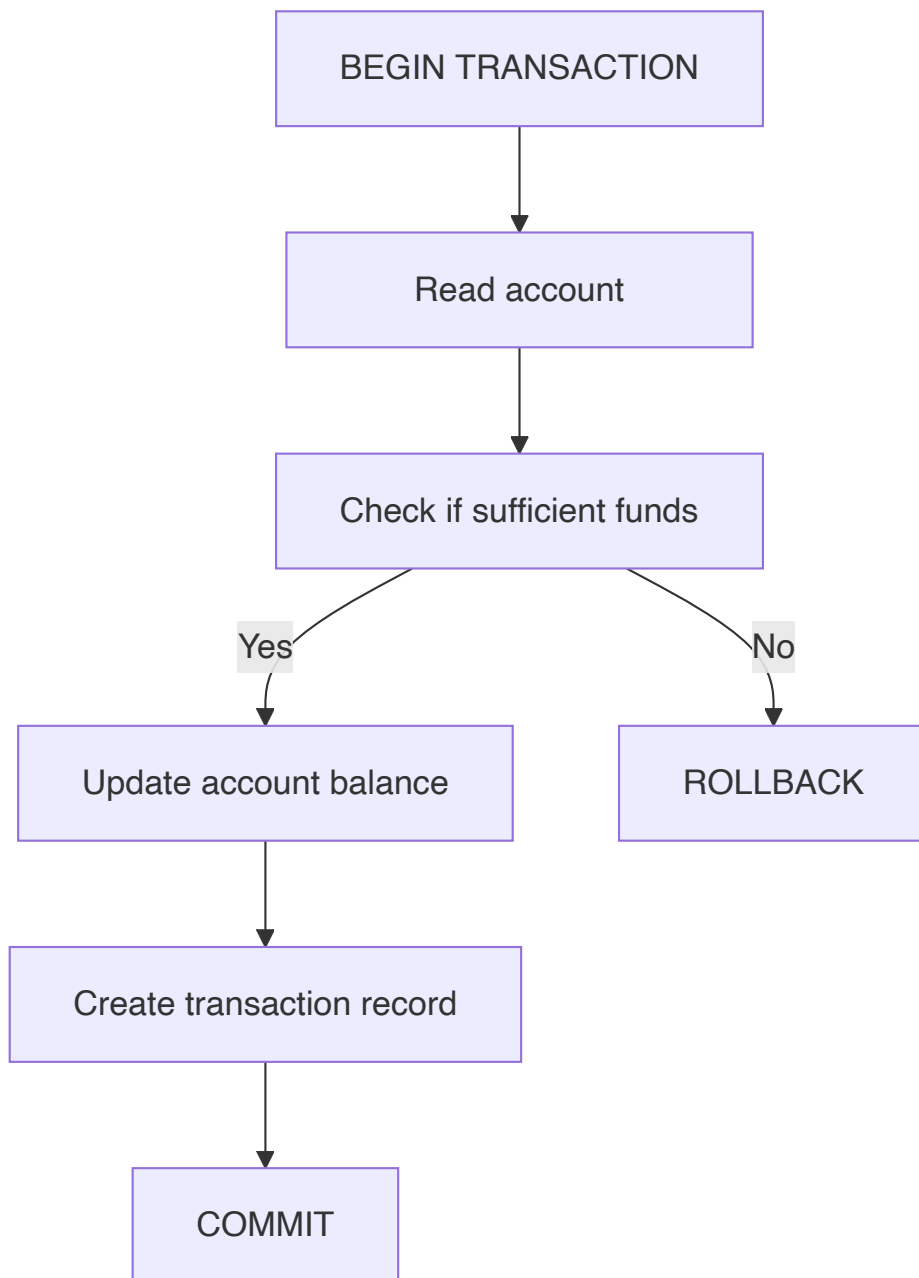 BEGIN TRANSACTION
Read account
Check if sufficient funds
Yes
No
Update account balance
ROLLBACK
Create transaction record
COMMIT